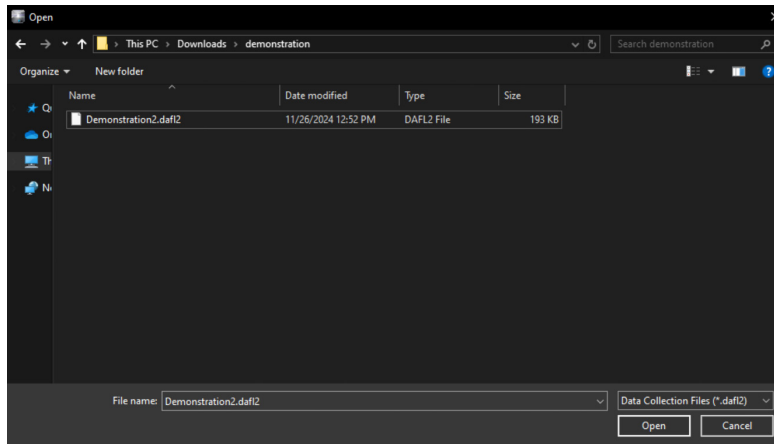 Open
This PC > Downloads > demonstration
Search demonstration
Organize
New folder
Name Date modified Type Size
Demonstration2.dafl2 11/26/2024 12:52 PM DAFL2 File 193 KB
File name: Demonstration2.dafl2 Data Collection Files (*.dafl2)
Open Cancel